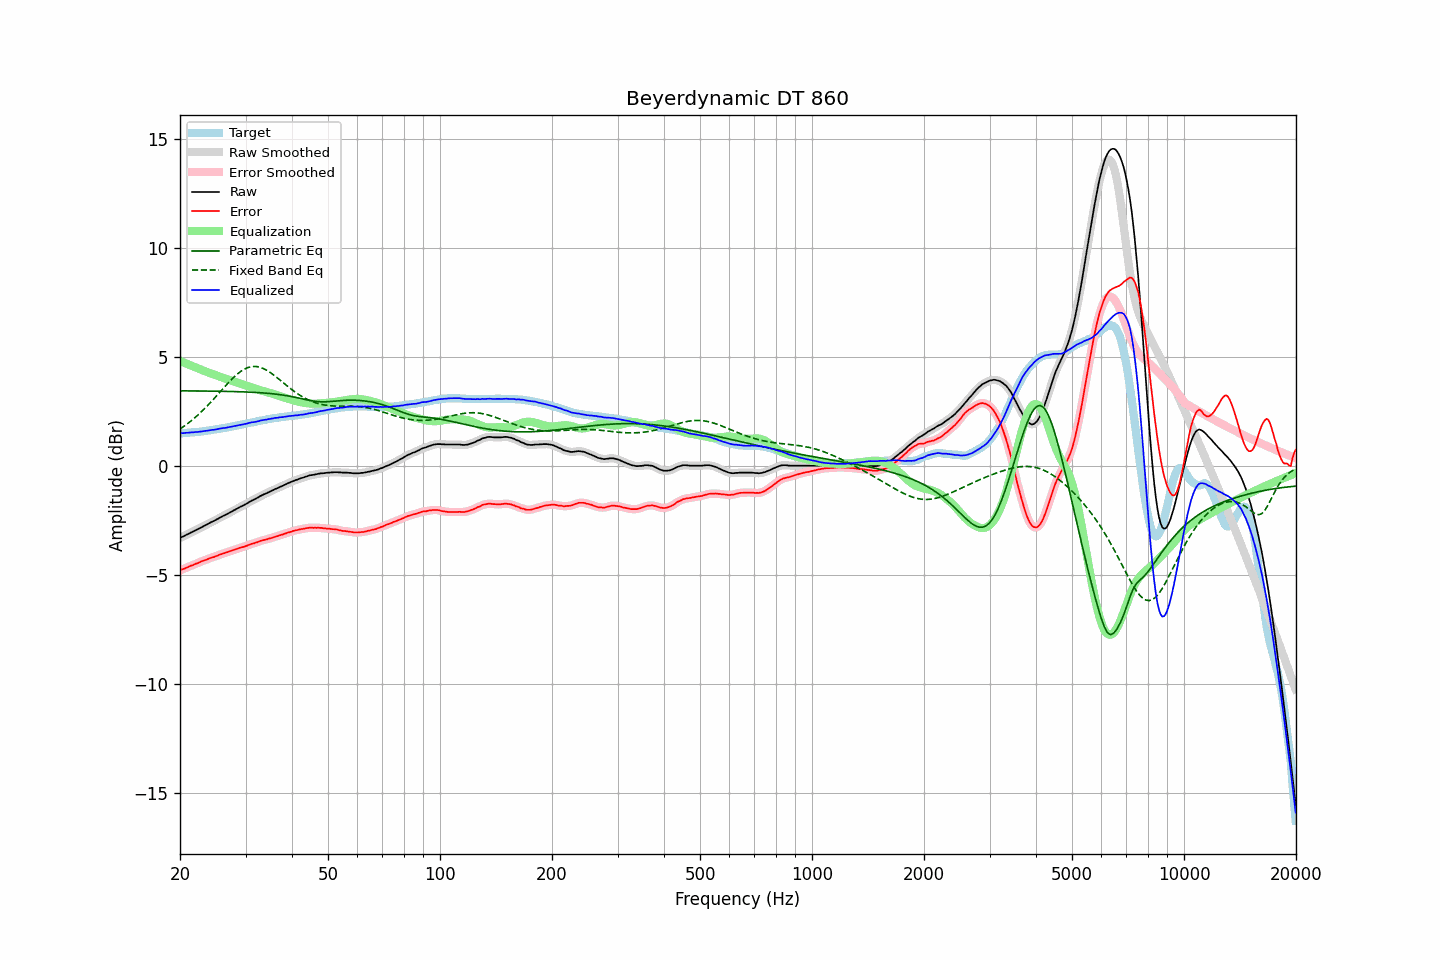 Beyerdynamic DT 860
Target
Raw Smoothed
Error Smoothed
Raw
Error
Equalization
Parametric Eq
Fixed Band Eq
Equalized
Amplitude (dBr)
15
10
5
0
−5
−10
−15
20
50
100
200
500
1000
2000
5000
10000
20000
Frequency (Hz)